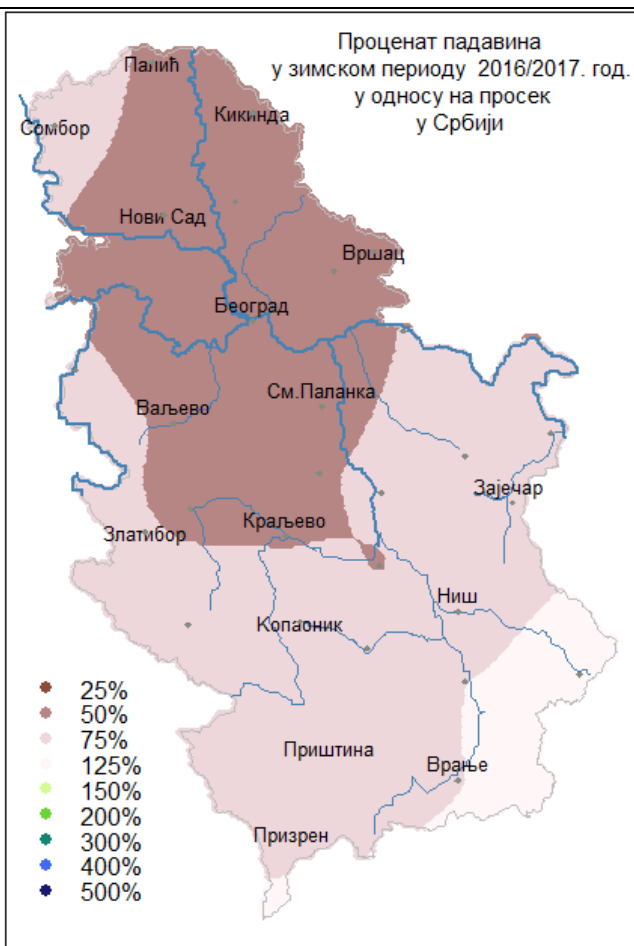 Проценат падавина
у зимском периоду 2016/2017. год.
у односу на просек
у Србији
Палић
Кикинда
Сомбор
Нови Сад
Вршац
Београд
Ваљево
См.Паланка
Зајечар
Златибор
Краљево
Ниш
Копаоник
Приштина
Врање
Призрен
25%
50%
75%
125%
150%
200%
300%
400%
500%